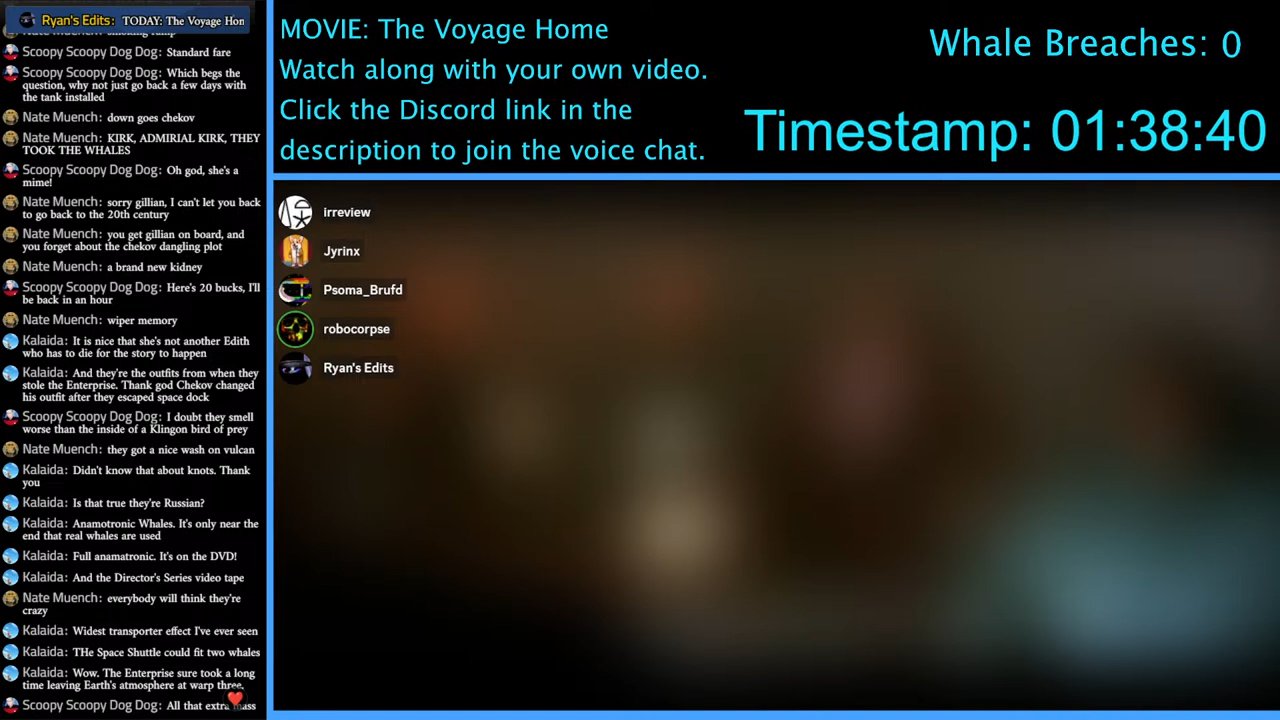 Ryan's Edits: TODAY: The Voyage Hom
Scoopy Scoopy Dog Dog: Standard fare
Scoopy Scoopy Dog Dog: Which begs the
question, why not just go back a few days with
the tank installed
Nate Muench: down goes chekov
Nate Muench: KIRK, ADMIRIAL KIRK, THEY
TOOK THE WHALES
Scoopy Scoopy Dog Dog: Oh god, she's a
mime!
Nate Muench: sorry gillian, I can't let you back
to go back to the 20th century
Nate Muench: you get gillian on board, and
you forget about the chekov dangling plot
Nate Muench: a brand new kidney
Scoopy Scoopy Dog Dog: Here's 20 bucks, I'll
be back in an hour
Nate Muench: wiper memory
Kalaida: It is nice that she's not another Edith
who has to die for the story to happen
Kalaida: And they're the outfits from when they
stole the Enterprise. Thank god Chekov changed
his outfit after they escaped space dock
Scoopy Scoopy Dog Dog: I doubt they smell
worse than the inside of a Klingon bird of prey
Nate Muench: they got a nice wash on vulcan
Kalaida: Didn't know that about knots. Thank
you
Kalaida: Is that true they're Russian?
Kalaida: Anamotronic Whales. It's only near the
end that real whales are used
Kalaida: Full anamatronic. It's on the DVD!
Kalaida: And the Director's Series video tape
Nate Muench: everybody will think they're
crazy
Kalaida: Widest transporter effect I've ever seen
Kalaida: THe Space Shuttle could fit two whales
Kalaida: Wow. The Enterprise sure took a long
time leaving Earth's atmosphere at warp three.
Scoopy Scoopy Dog Dog: All that extra mass
MOVIE: The Voyage Home
Watch along with your own video.
Click the Discord link in the
description to join the voice chat.
Whale Breaches: 0
Timestamp: 01:38:40
irreview
Jyrinx
Psoma_Brufd
robocorpse
Ryan's Edits